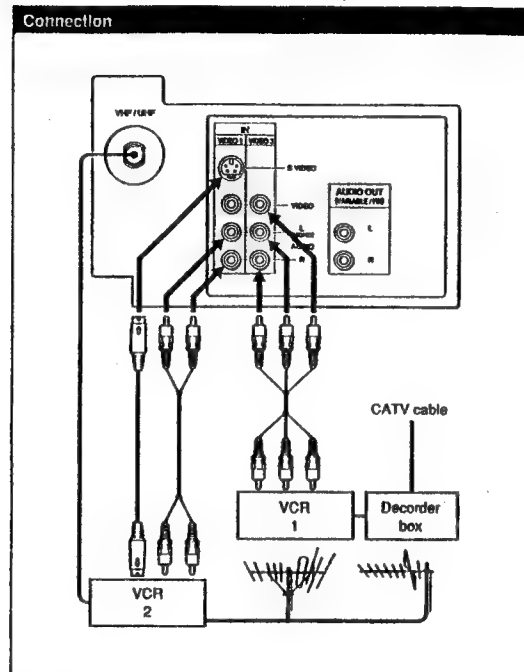 Connection
VHF / UHF
IN
VIDEO 1 VIDEO 3
S VIDEO
VIDEO
AUDIO OUT
L
L
AUDIO
R
R
CATV cable
VCR
1
Decorder
box
VCR
2